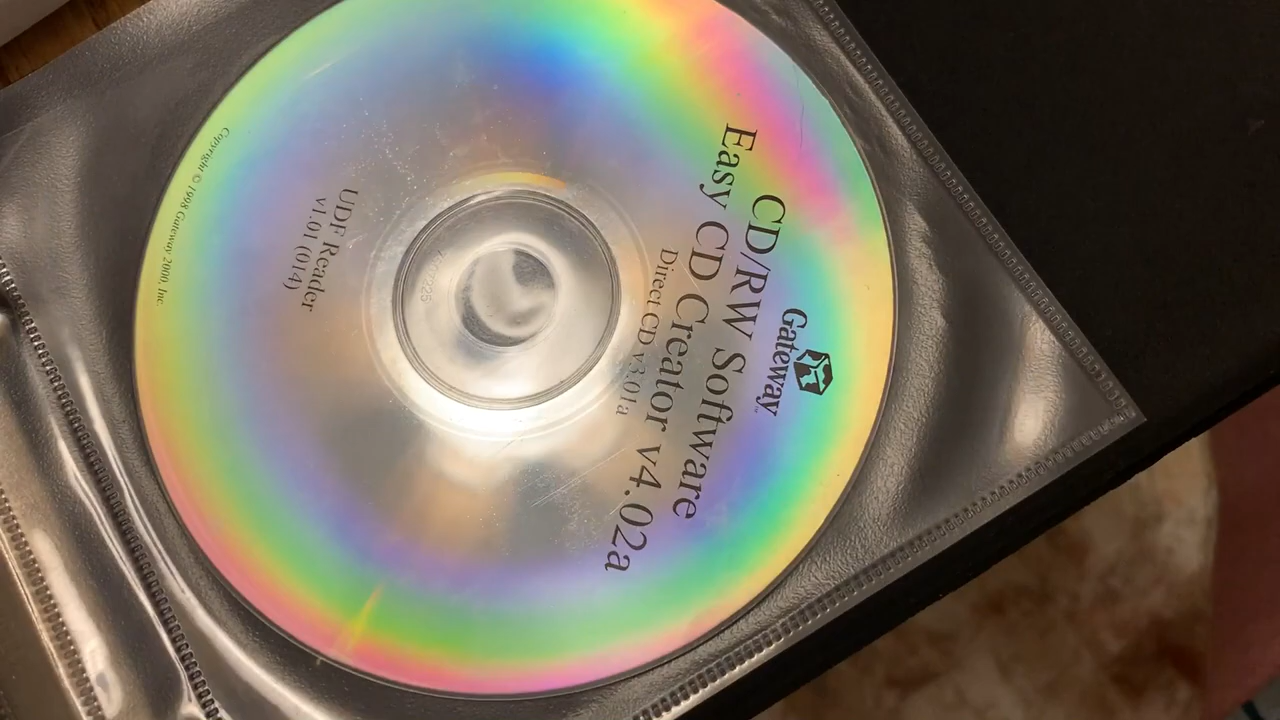 Gateway™
CD/RW Software
Easy CD Creator v4.02a
Direct CD v3.01a
UDF Reader
v1.01 (014)
Copyright © 1998 Gateway 2000, Inc.